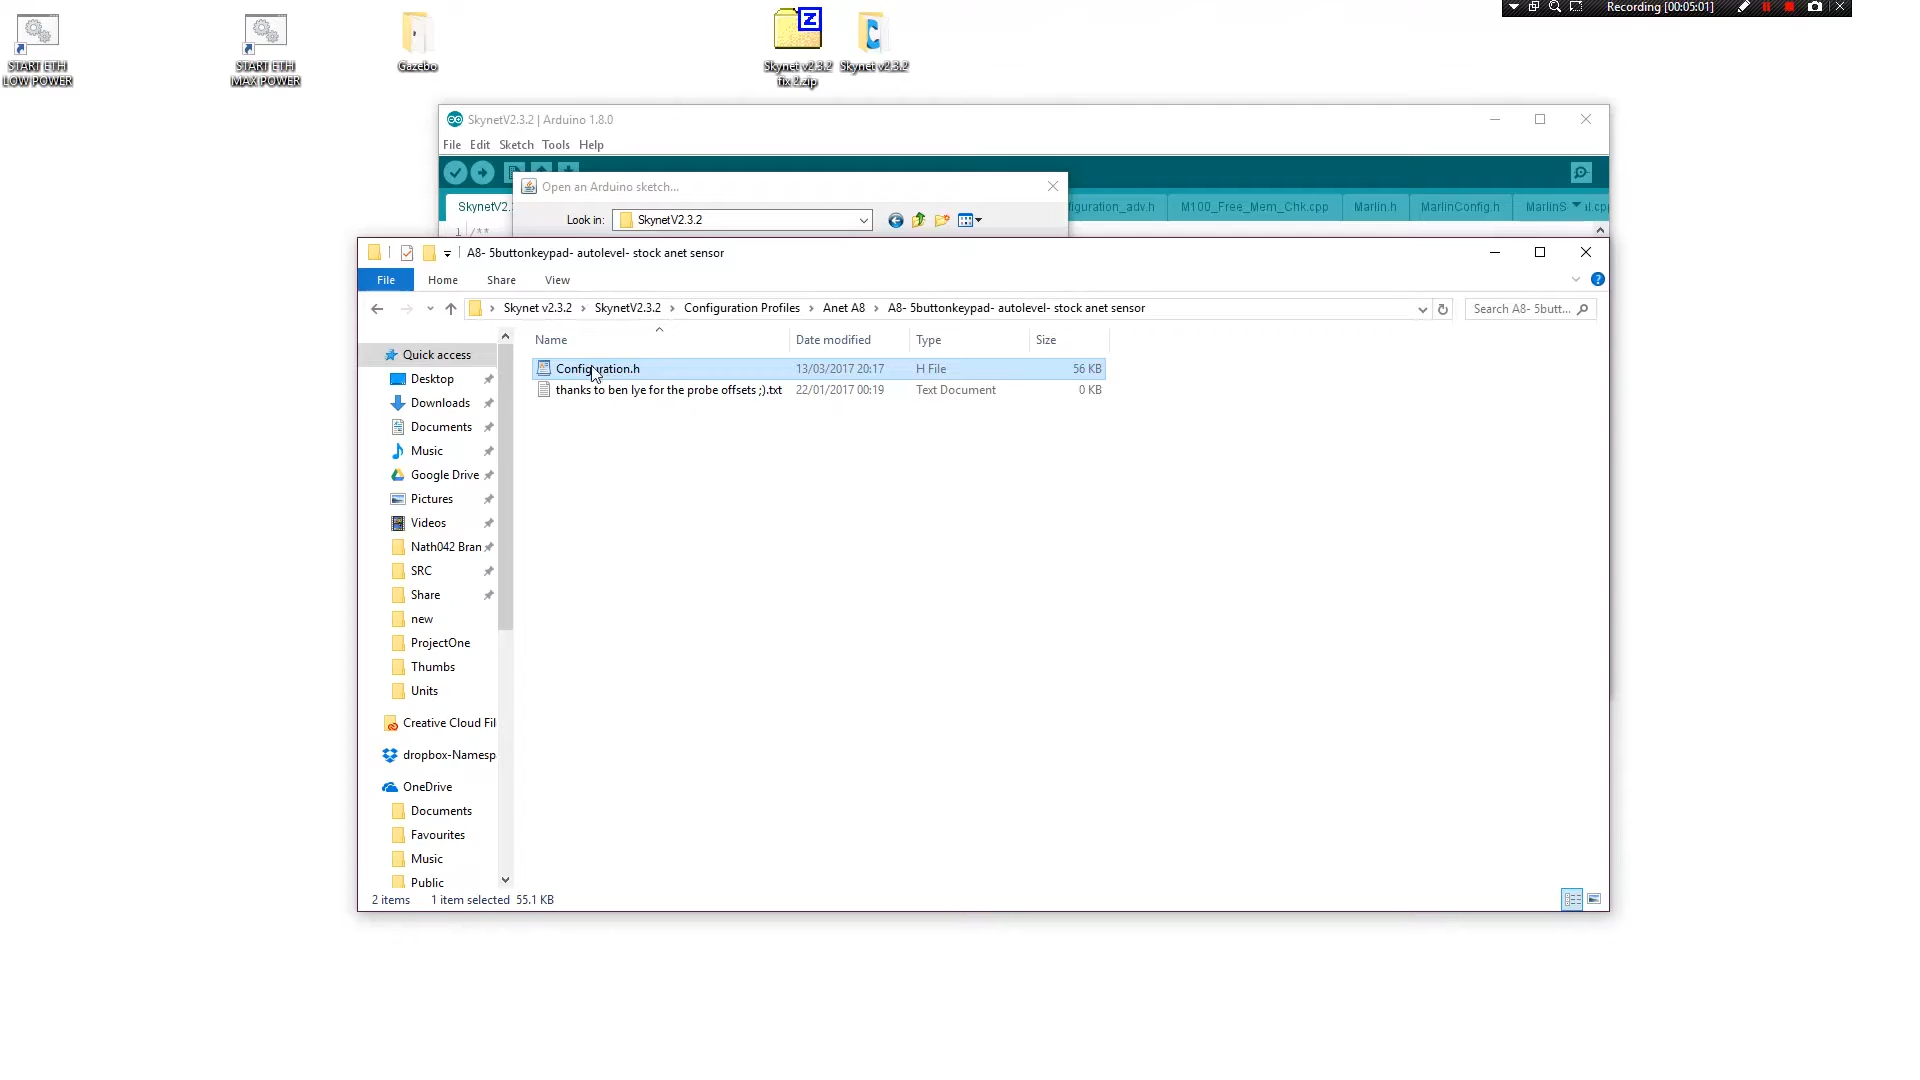 Recording [00:05:01]
START ETH
LOW POWER
START ETH
MAX POWER
Gazebo
Skynet v2.3.2
fix 2.zip
Skynet v2.3.2
SkynetV2.3.2 | Arduino 1.8.0
File Edit Sketch Tools Help
Open an Arduino sketch...
SkynetV2.
figuration_adv.h M100_Free_Mem_Chk.cpp Marlin.h MarlinConfig.h MarlinS
Look in: SkynetV2.3.2
1 /**
A8- 5buttonkeypad- autolevel- stock anet sensor
File Home Share View
Skynet v2.3.2 > SkynetV2.3.2 > Configuration Profiles > Anet A8 > A8- 5buttonkeypad- autolevel- stock anet sensor
Search A8- 5butt...
Name Date modified Type Size
Configuration.h 13/03/2017 20:17 H File 56 KB
thanks to ben lye for the probe offsets ;).txt 22/01/2017 00:19 Text Document 0 KB
Quick access
Desktop
Downloads
Documents
Music
Google Drive
Pictures
Videos
Nath042 Bran
SRC
Share
new
ProjectOne
Thumbs
Units
Creative Cloud Fil
dropbox-Namesp
OneDrive
Documents
Favourites
Music
Public
2 items 1 item selected 55.1 KB